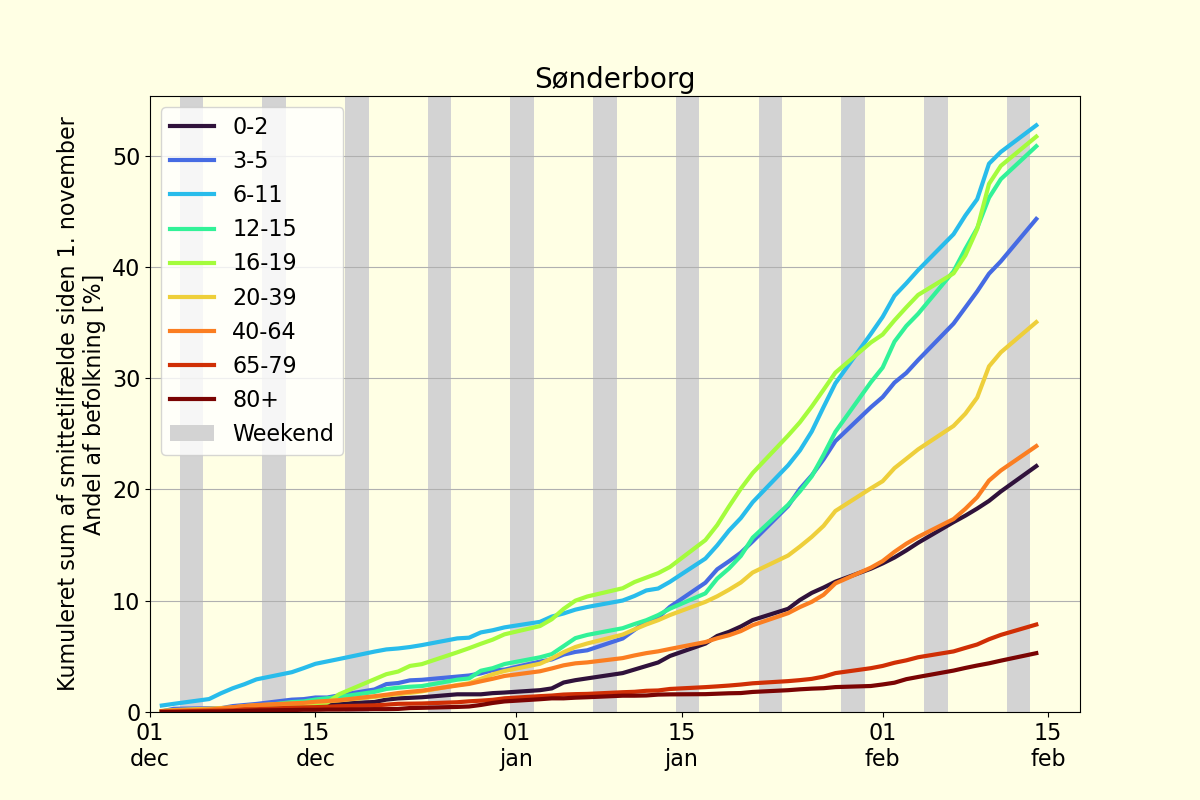 Sønderborg
Kumuleret sum af smittetilfælde siden 1. november
Andel af befolkning [%]
50
40
30
20
10
0
0-2
3-5
6-11
12-15
16-19
20-39
40-64
65-79
80+
Weekend
01 15 01 15 01 15
dec dec jan jan feb feb